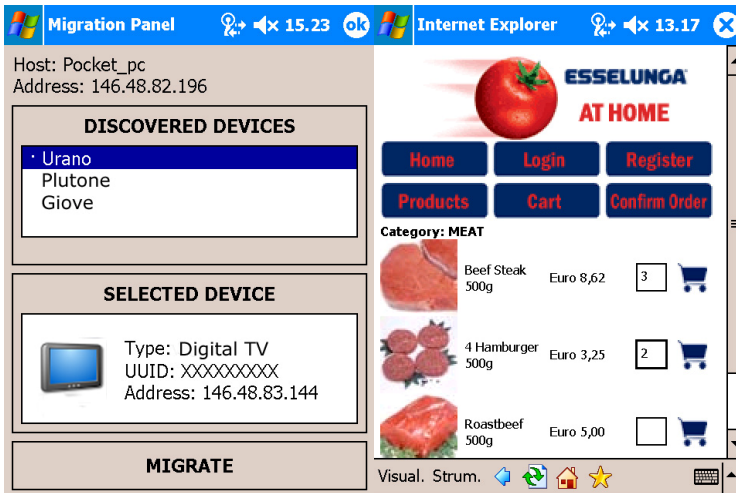 Migration Panel
15.23
ok
Host: Pocket_pc
Address: 146.48.82.196
DISCOVERED DEVICES
· Urano
Plutone
Giove
SELECTED DEVICE
Type: Digital TV
UUID: XXXXXXXXX
Address: 146.48.83.144
MIGRATE
Internet Explorer
13.17
ESSELUNGA
AT HOME
Home
Login
Register
Products
Cart
Confirm Order
Category: MEAT
Beef Steak
500g
Euro 8,62
3
4 Hamburger
500g
Euro 3,25
2
Roastbeef
500g
Euro 5,00
Visual. Strum.